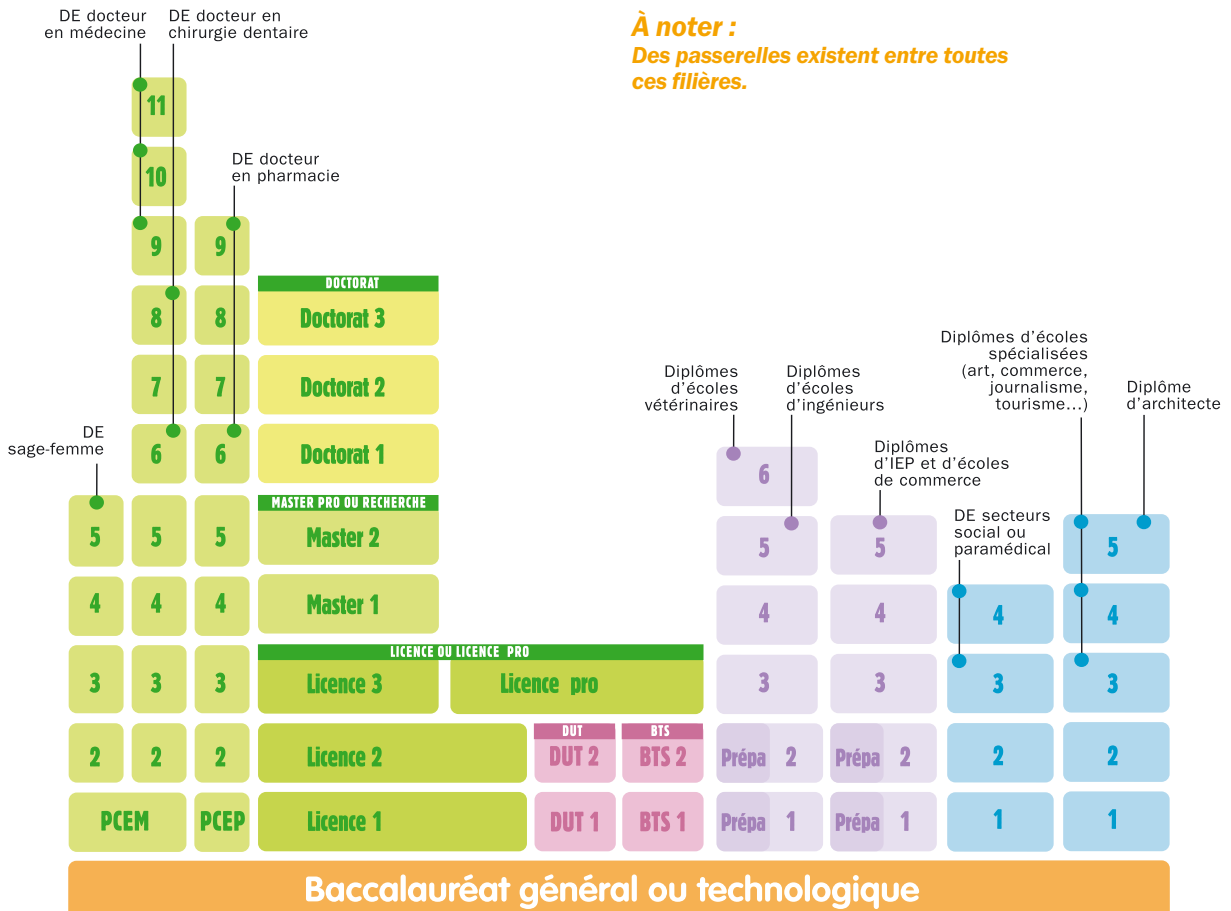 DE docteur
en médecine
DE docteur en
chirurgie dentaire
À noter :
Des passerelles existent entre toutes
ces filières.
11
10
DE docteur
en pharmacie
9
9
DOCTORAT
8
8
Doctorat 3
7
7
Doctorat 2
DE
sage-femme
6
6
Doctorat 1
Diplômes
d'écoles
vétérinaires
Diplômes
d'écoles
d'ingénieurs
Diplômes d'écoles
spécialisées
(art, commerce,
journalisme,
tourisme...)
Diplôme
d'architecte
Diplômes
d'IEP et d'écoles
de commerce
DE secteurs
social ou
paramédical
6
MASTER PRO OU RECHERCHE
5
5
5
Master 2
5
5
5
4
4
4
Master 1
4
4
4
4
LICENCE OU LICENCE PRO
3
3
3
Licence 3
Licence pro
3
3
3
3
DUT
BTS
2
2
2
Licence 2
DUT 2
BTS 2
Prépa 2
Prépa 2
2
2
PCEM
PCEP
Licence 1
DUT 1
BTS 1
Prépa 1
Prépa 1
1
1
Baccalauréat général ou technologique